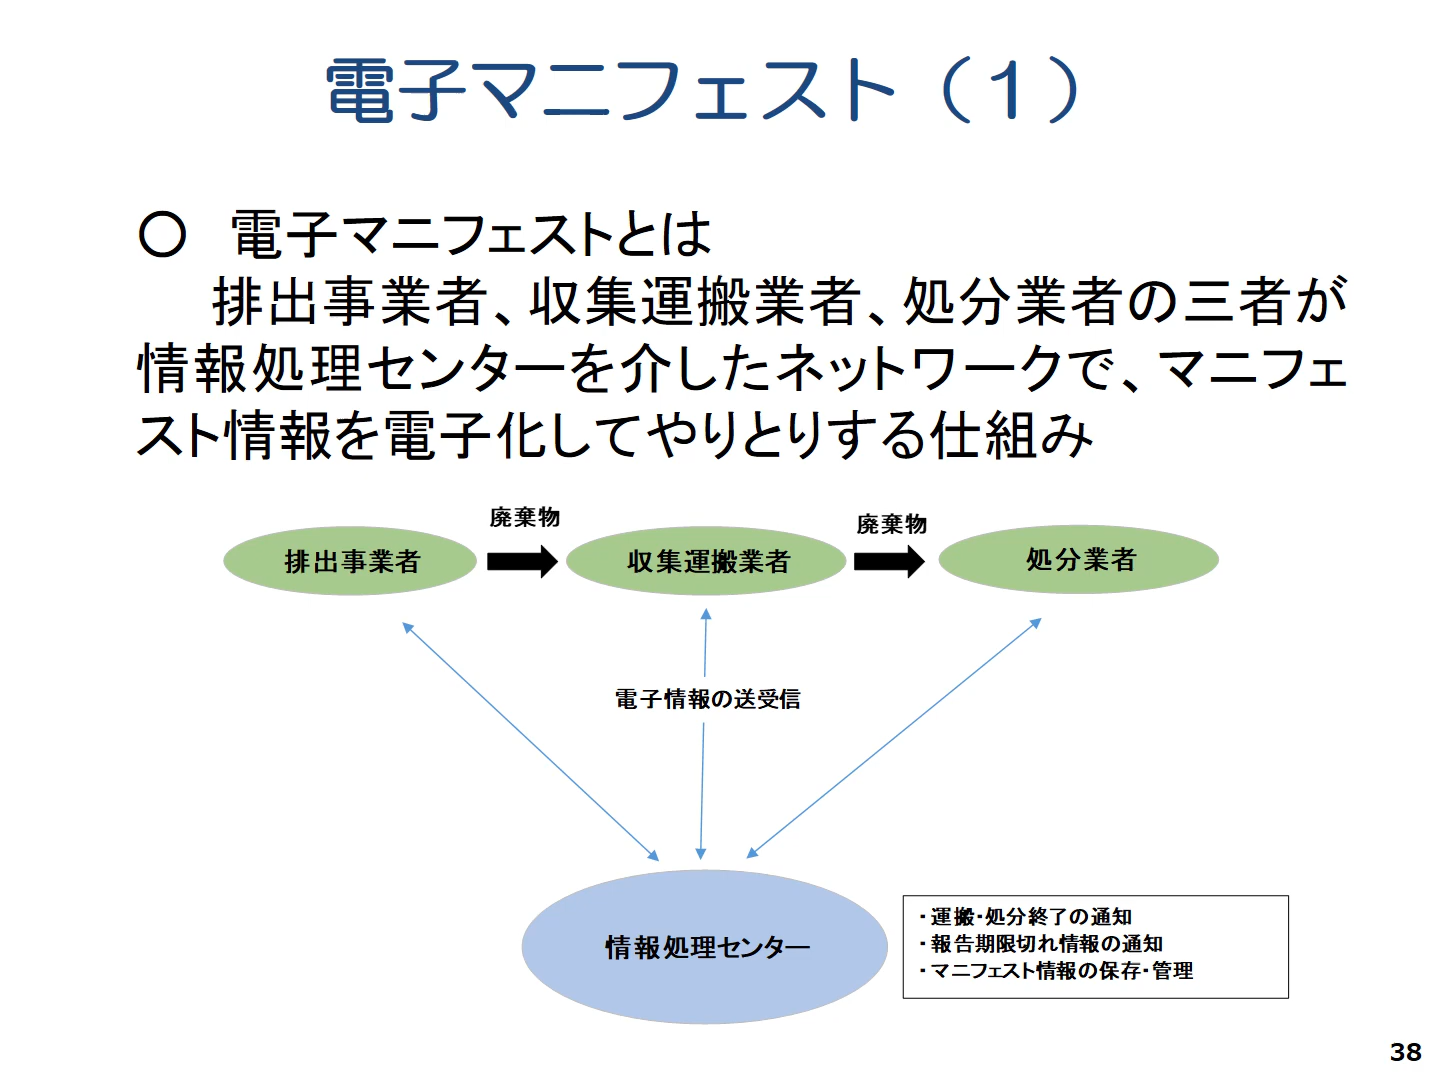 電子マニフェスト（１）
〇　電子マニフェストとは
排出事業者、収集運搬業者、処分業者の三者が
情報処理センターを介したネットワークで、マニフェ
スト情報を電子化してやりとりする仕組み
廃棄物
廃棄物
排出事業者
収集運搬業者
処分業者
電子情報の送受信
情報処理センター
・運搬・処分終了の通知
・報告期限切れ情報の通知
・マニフェスト情報の保存・管理
38